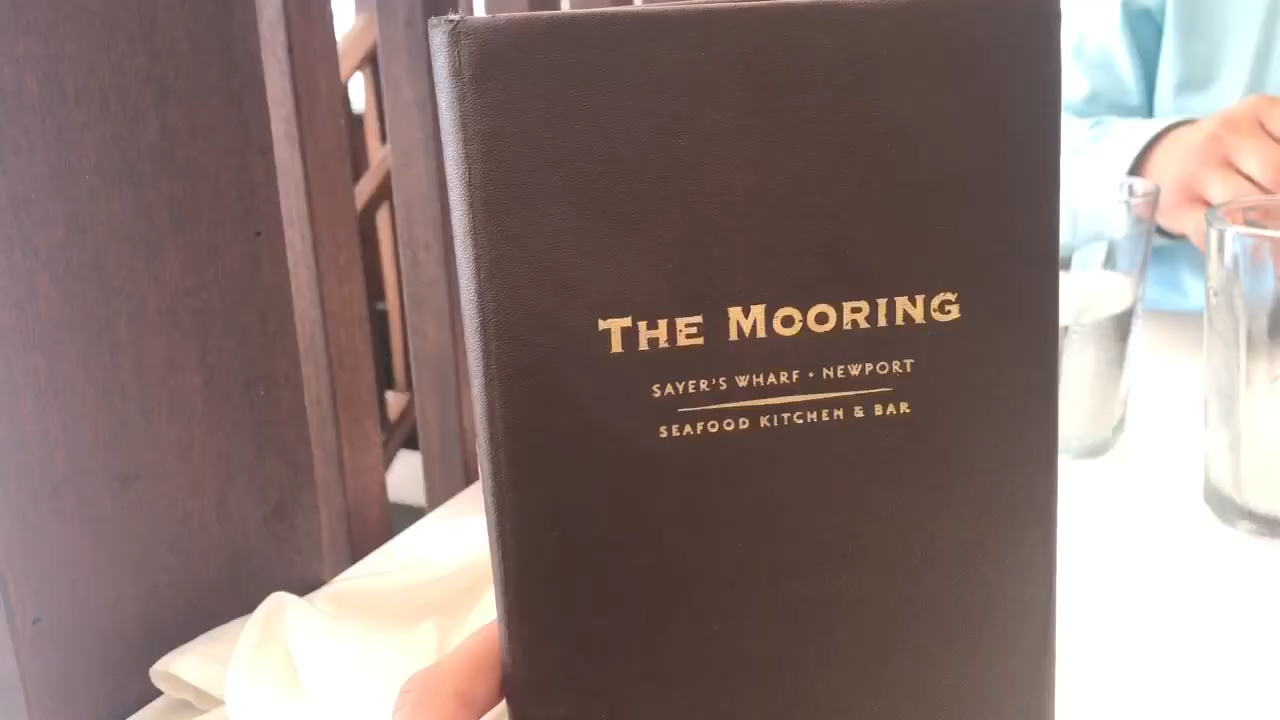 THE MOORING
SAYER'S WHARF • NEWPORT
SEAFOOD KITCHEN & BAR